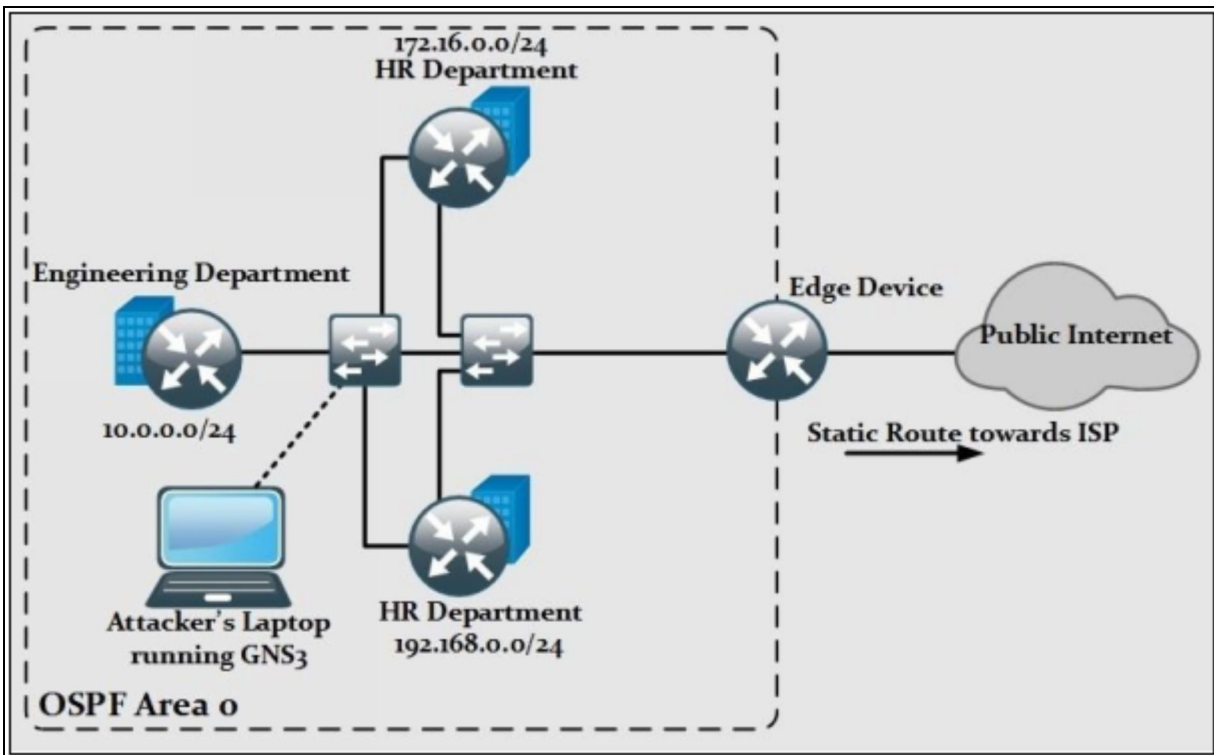 172.16.0.0/24
HR Department
Engineering Department
10.0.0.0/24
Edge Device
Public Internet
Static Route towards ISP
Attacker's Laptop
running GNS3
HR Department
192.168.0.0/24
OSPF Area 0